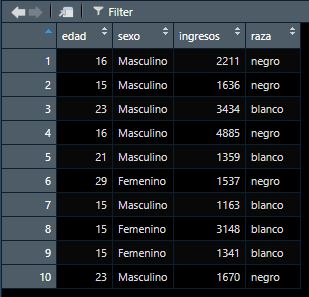 Filter
edad sexo ingresos raza
1 16 Masculino 2211 negro
2 15 Masculino 1636 negro
3 23 Masculino 3434 blanco
4 16 Masculino 4885 negro
5 21 Masculino 1359 blanco
6 29 Femenino 1537 negro
7 15 Masculino 1163 blanco
8 15 Femenino 3148 blanco
9 15 Femenino 1341 blanco
10 23 Masculino 1670 negro